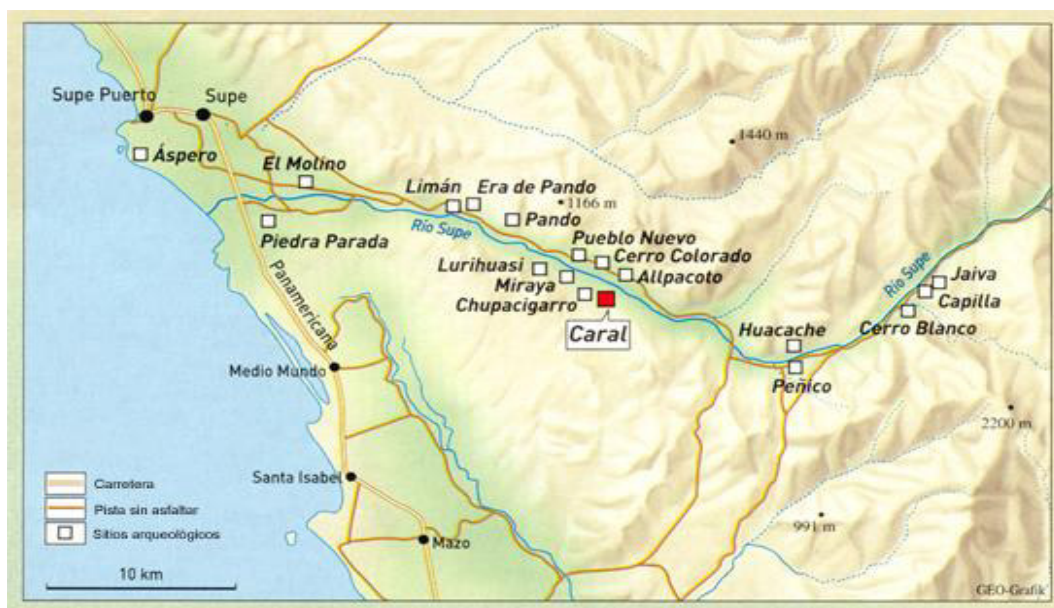 Supe Puerto
Supe
Áspero
El Molino
1440 m
Limán
Era de Pando
1166 m
Pando
Piedra Parada
Río Supe
Pueblo Nuevo
Cerro Colorado
Lurihuasi
Allpacoto
Miraya
Chupacigarro
Caral
Río Supe
Jaiva
Capilla
Cerro Blanco
Huacache
Peñico
Panamericana
Medio Mundo
2200 m
Santa Isabel
991 m
Mazo
Carretera
Pista sin asfaltar
Sitios arqueológicos
10 km
GEO-Grafik